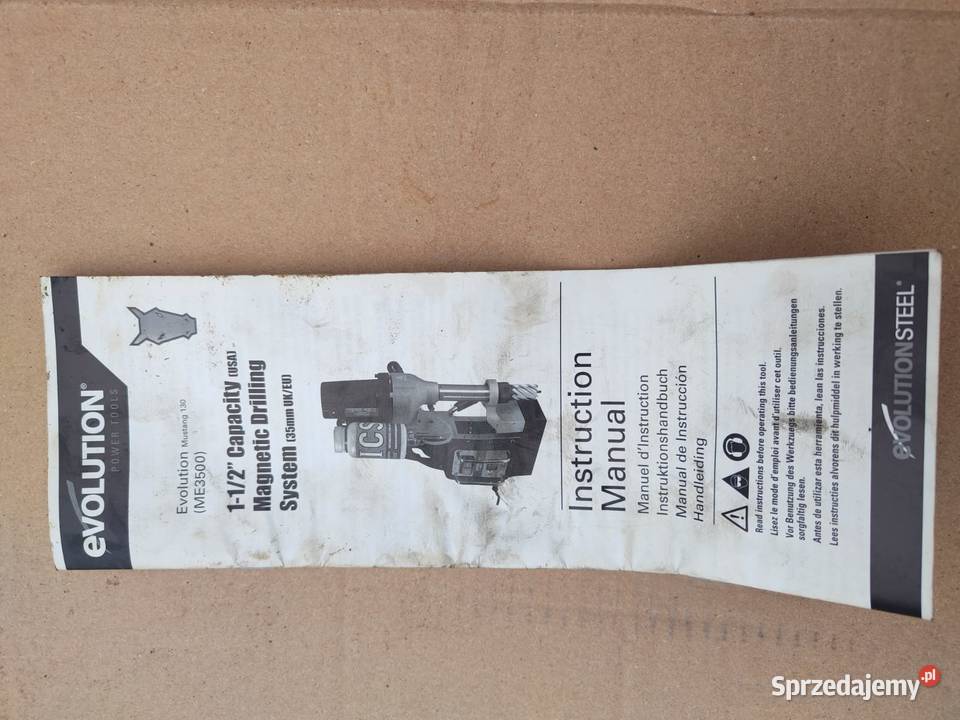 evolution®
POWER TOOLS
Evolution Mustang 130
(ME3500)
1-1/2" Capacity (USA)
Magnetic Drilling
System (35mm UK/EU)
ICS
Instruction
Manual
Manuel d'Instruction
Instruktionshandbuch
Manual de Instrucción
Handleiding
Read instructions before operating this tool.
Lisez le mode d'emploi avant d'utiliser cet outil.
Vor Benutzung des Werkzuegs bitte bedienungsanleitungen
sorgfaltig lesen.
Antes de utilizar esta herramienta, lean las instrucciones.
Lees instructies alvorens dit hulpmiddel in werking te stellen.
evOLUTIONSTEEL®
Sprzedajemy.pl